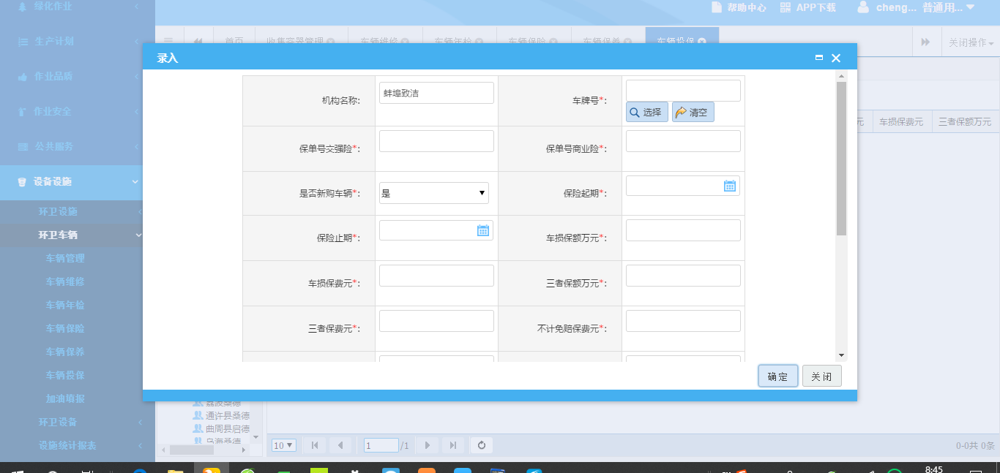 绿化作业
帮助中心 APP下载 cheng... 普通用...
生产计划
首页 收集容器管理 车辆维修 车辆年检 车辆保险 车辆保养 车辆投保 关闭操作
录入
作业品质
机构名称: 蚌埠致洁 车牌号*:
选择 清空
作业安全
元 车损保费元 三者保额万元
公共服务
保单号交强险*: 保单号商业险*:
设备设施
是否新购车辆*: 是 保险起期*:
环卫设施
环卫车辆
保险止期*: 车损保额万元*:
车辆管理
车辆维修
车损保费元*: 三者保额万元*:
车辆年检
车辆保险
三者保费元*: 不计免赔保费元*:
车辆保养
车辆投保
确定 关闭
加油填报
通许县桑德
环卫设备
曲周县启德
乌海桑德
设施统计报表
10 1 /1 0-0共 0条
8:45